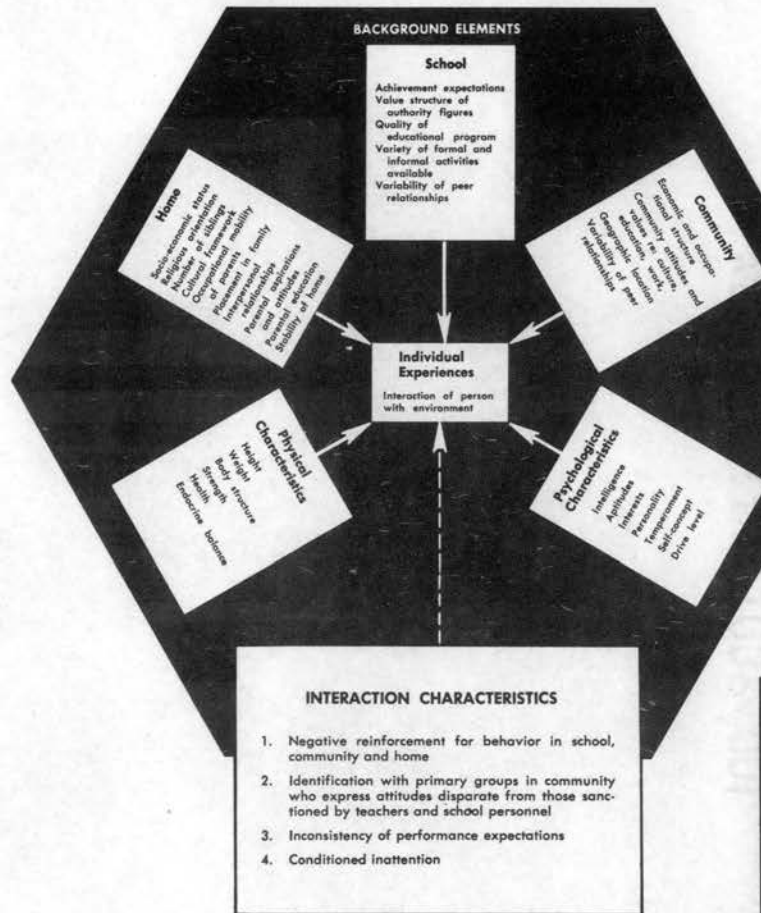 BACKGROUND ELEMENTS
School
Achievement expectations
Value structure of
authority figures
Quality of
educational program
Variety of formal and
informal activities
available
Variability of peer
relationships
Home
Socio-economic status
Religious orientation
Number of siblings
Cultural framework
Occupational mobility
of parents
Placement in family
Interpersonal
relationships
Parental aspirations
and attitudes
Parental education
Stability of home
Community
Economic and occupa-
tional structure
Community attitudes and
values re: culture,
education, work,
Geographic location
Variability of peer
relationships
Individual
Experiences
Interaction of person
with environment
Physical
Characteristics
Height
Weight
Body structure
Strength
Health
Endocrine balance
Psychological
Characteristics
Intelligence
Aptitudes
Interests
Personality
Temperament
Self-concept
Drive level
INTERACTION CHARACTERISTICS
1. Negative reinforcement for behavior in school,
community and home
2. Identification with primary groups in community
who express attitudes disparate from those sanc-
tioned by teachers and school personnel
3. Inconsistency of performance expectations
4. Conditioned inattention